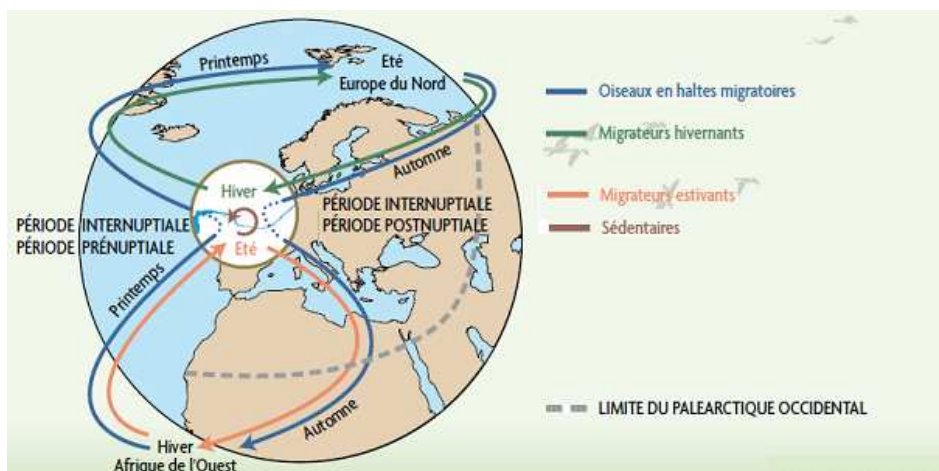 Printemps
Eté
Europe du Nord
Automne
Hiver
Eté
PÉRIODE INTERNUPTIALE
PÉRIODE PRÉNUPTIALE
PÉRIODE INTERNUPTIALE
PÉRIODE POSTNUPTIALE
Printemps
Automne
Hiver
Afrique de l'Ouest
Oiseaux en haltes migratoires
Migrateurs hivernants
Migrateurs estivants
Sédentaires
LIMITE DU PALEARCTIQUE OCCIDENTAL